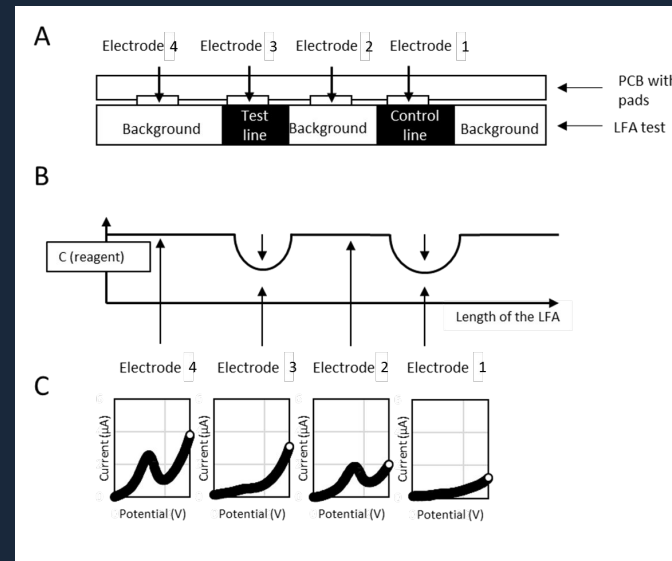 A
Electrode 4 Electrode 3 Electrode 2 Electrode 1
PCB with
pads
Background Test line Background Control line Background
LFA test
B
C (reagent)
Length of the LFA
Electrode 4 Electrode 3 Electrode 2 Electrode 1
C
Current (µA) Current (µA) Current (µA) Current (µA)
Potential (V) Potential (V) Potential (V) Potential (V)